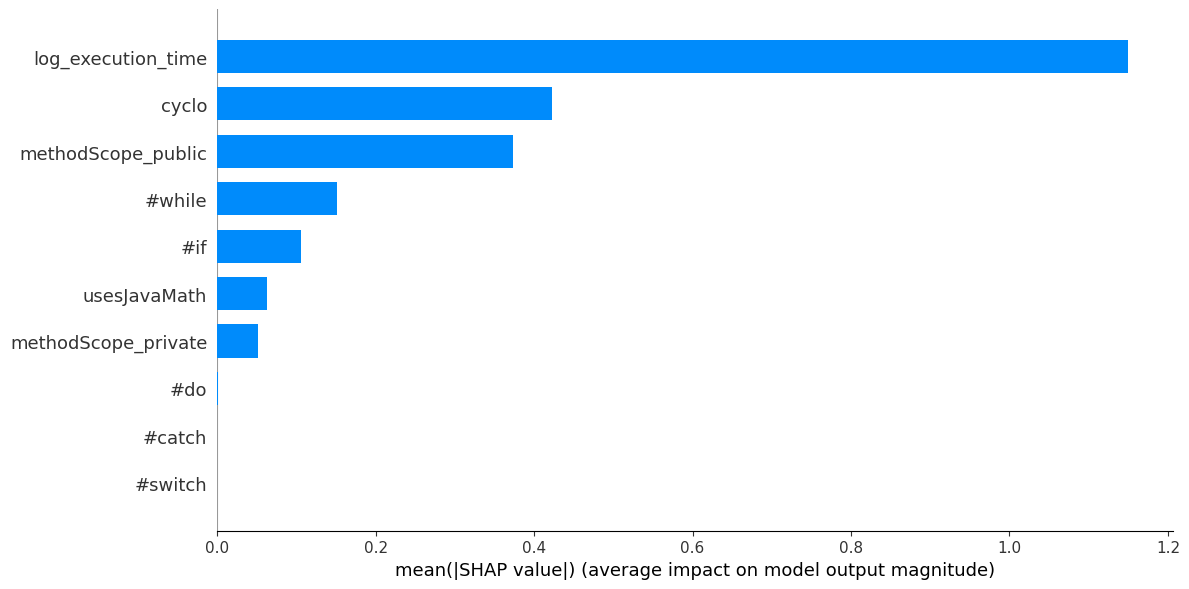 log_execution_time
cyclo
methodScope_public
#while
#if
usesJavaMath
methodScope_private
#do
#catch
#switch
0.0 0.2 0.4 0.6 0.8 1.0 1.2
mean(|SHAP value|) (average impact on model output magnitude)